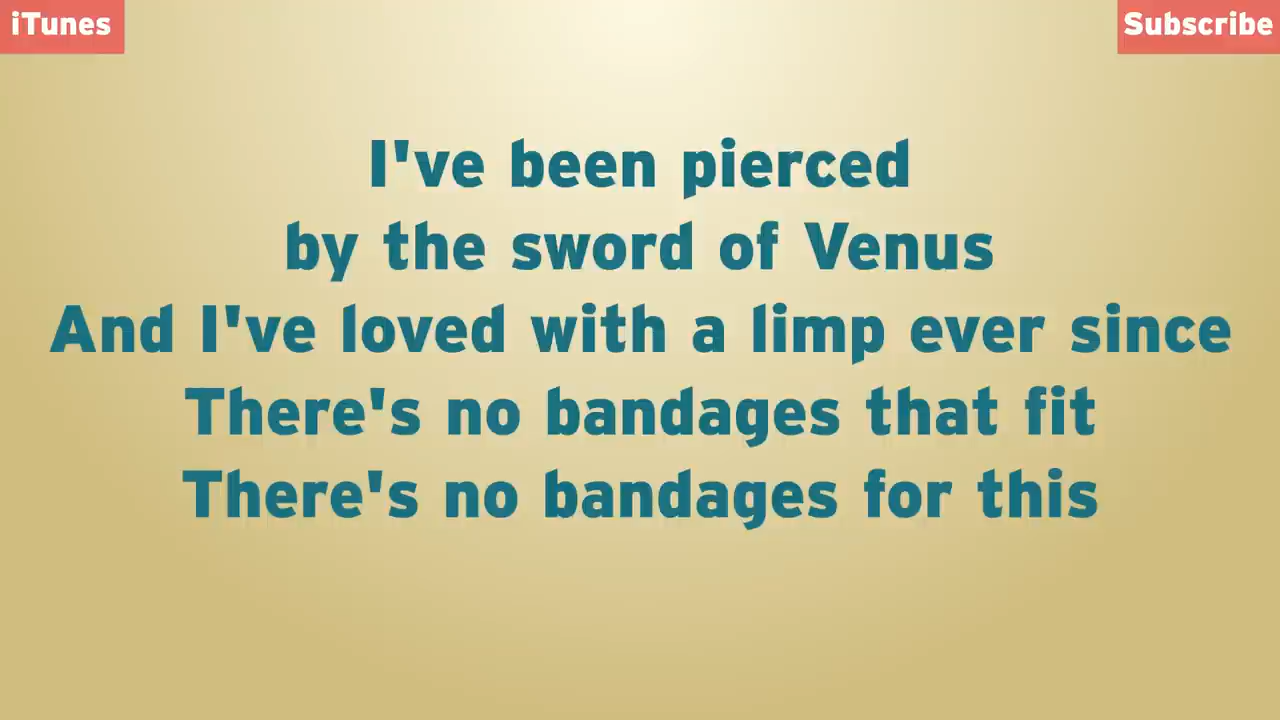 iTunes
Subscribe
I've been pierced
by the sword of Venus
And I've loved with a limp ever since
There's no bandages that fit
There's no bandages for this